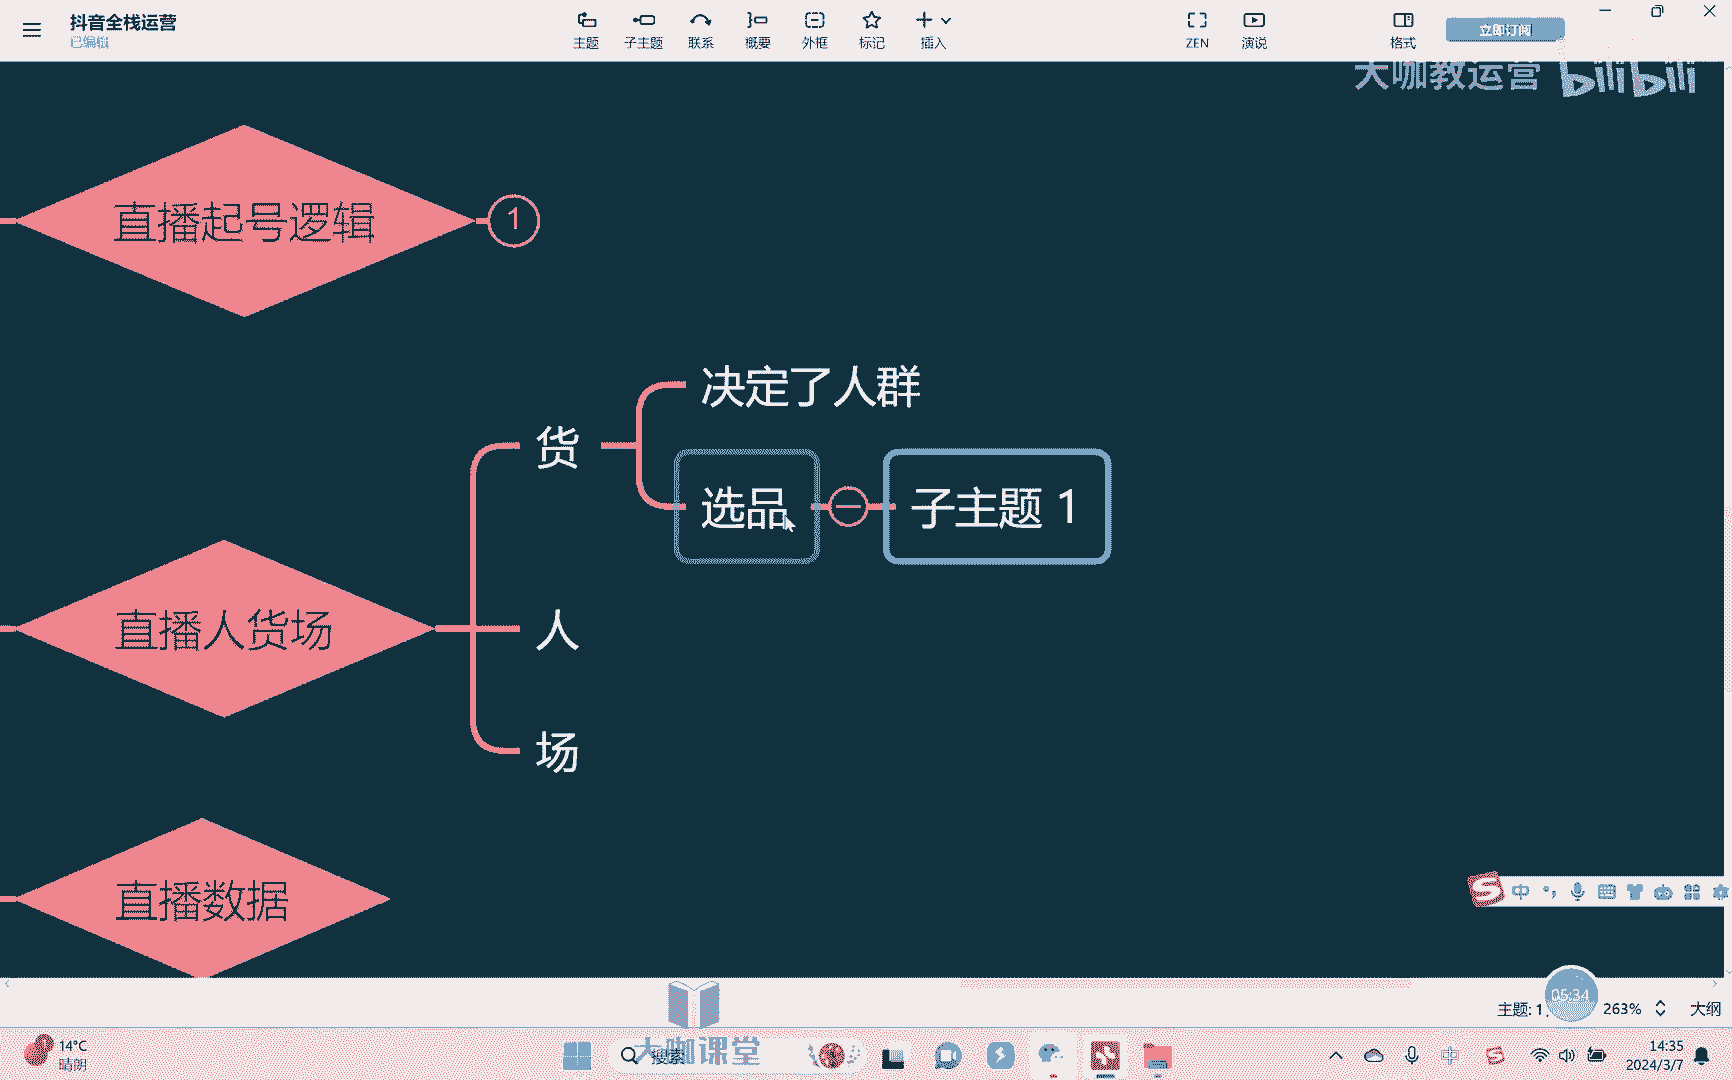 抖音全栈运营
已编辑
主题
子主题
联系
概要
外框
标记
插入
ZEN
演说
格式
立即订阅
大咖教运营 bilibili
直播起号逻辑
1
决定了人群
货
选品
子主题 1
直播人货场
人
场
直播数据
中
05:34
主题: 1
263%
大纲
14°C
晴朗
搜索
大咖课堂
中
14:35
2024/3/7